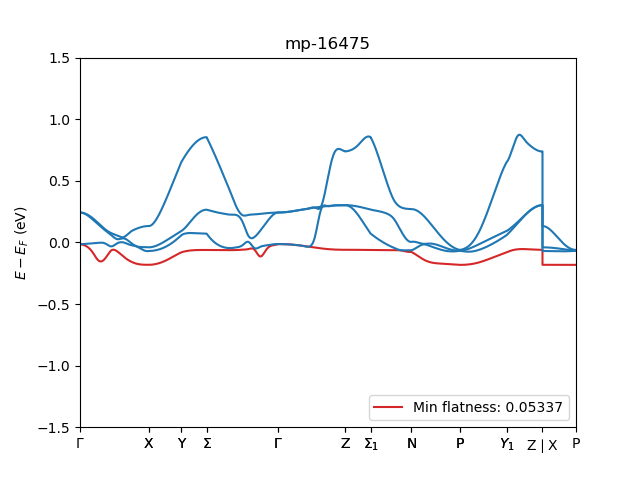 mp-16475
E − E_F (eV)
1.5
1.0
0.5
0.0
−0.5
−1.0
−1.5
Min flatness: 0.05337
Γ X Y Σ Γ Z Σ₁ N P Y₁ Z | X P